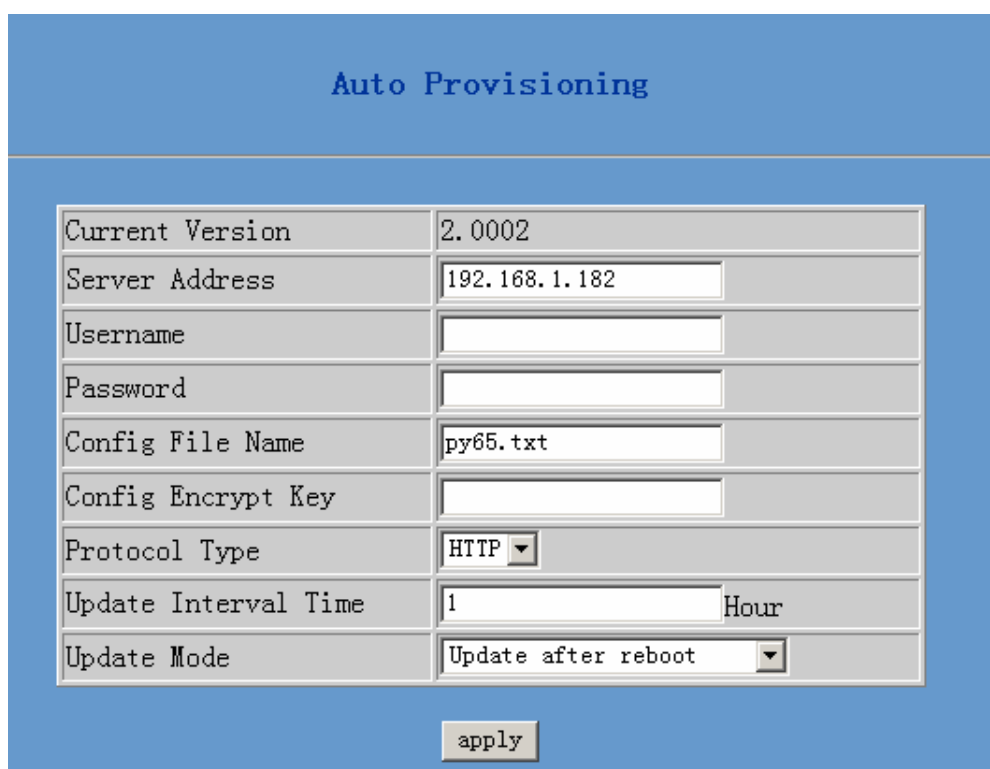 Auto Provisioning
Current Version 2.0002
Server Address 192.168.1.182
Username
Password
Config File Name py65.txt
Config Encrypt Key
Protocol Type HTTP
Update Interval Time 1 Hour
Update Mode Update after reboot
apply